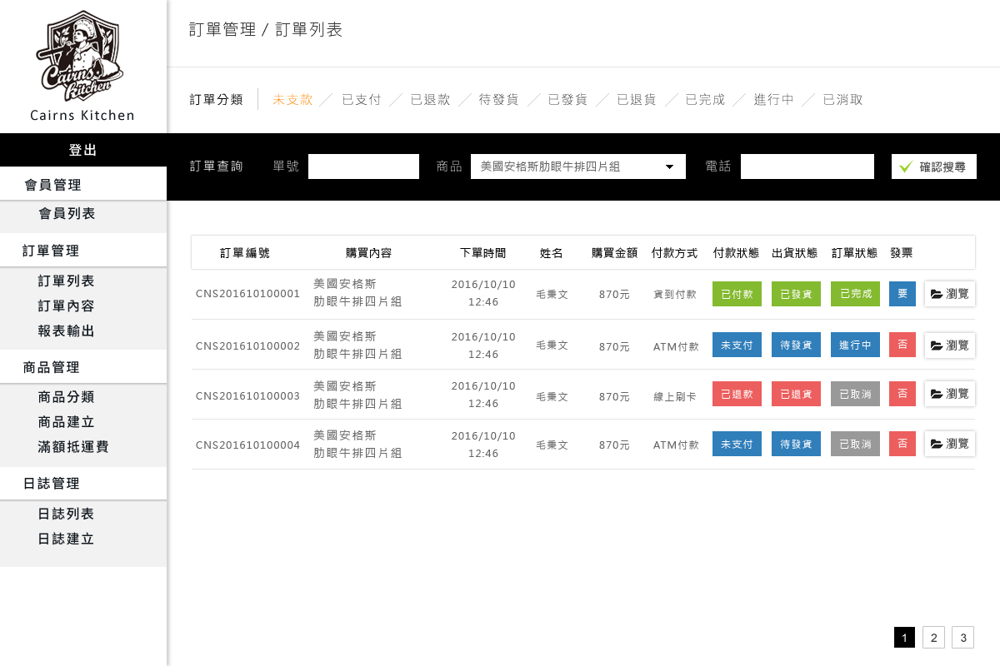 Cairns
Kitchen
Cairns Kitchen
登出
會員管理
會員列表
訂單管理
訂單列表
訂單內容
報表輸出
商品管理
商品分類
商品建立
滿額抵運費
日誌管理
日誌列表
日誌建立
訂單管理 / 訂單列表
訂單分類 未支款 已支付 已退款 待發貨 已發貨 已退貨 已完成 進行中 已消取
訂單查詢 單號 商品 美國安格斯肋眼牛排四片組 電話 確認搜尋
訂單編號 購買內容 下單時間 姓名 購買金額 付款方式 付款狀態 出貨狀態 訂單狀態 發票
CNS201610100001 美國安格斯 肋眼牛排四片組 2016/10/10 12:46 毛秉文 870元 貨到付款 已付款 已發貨 已完成 要 瀏覽
CNS201610100002 美國安格斯 肋眼牛排四片組 2016/10/10 12:46 毛秉文 870元 ATM付款 未支付 待發貨 進行中 否 瀏覽
CNS201610100003 美國安格斯 肋眼牛排四片組 2016/10/10 12:46 毛秉文 870元 線上刷卡 已退款 已退貨 已取消 否 瀏覽
CNS201610100004 美國安格斯 肋眼牛排四片組 2016/10/10 12:46 毛秉文 870元 ATM付款 未支付 待發貨 已取消 否 瀏覽
1 2 3